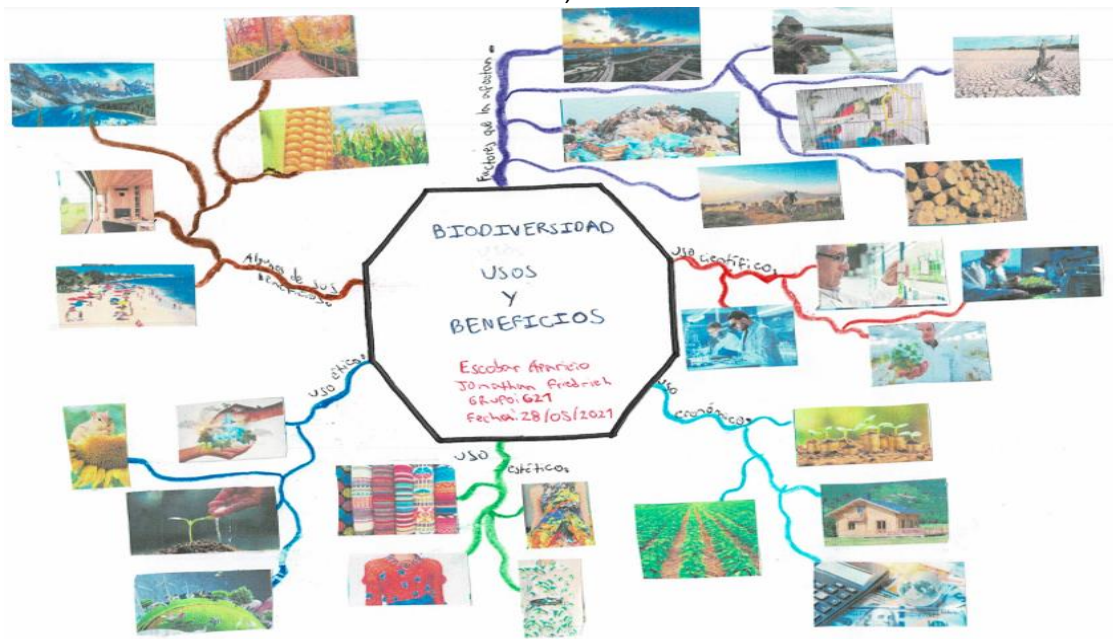 BIODIVERSIDAD
USOS
Y
BENEFICIOS
Escobar Aparicio
Jonathan Fredrich
GRUPO: 621
Fecha: 28/05/2021
Factores que la afectan.
Uso científico.
Uso
económico.
USO
estético.
USO ético.
Algunos de sus
beneficios.